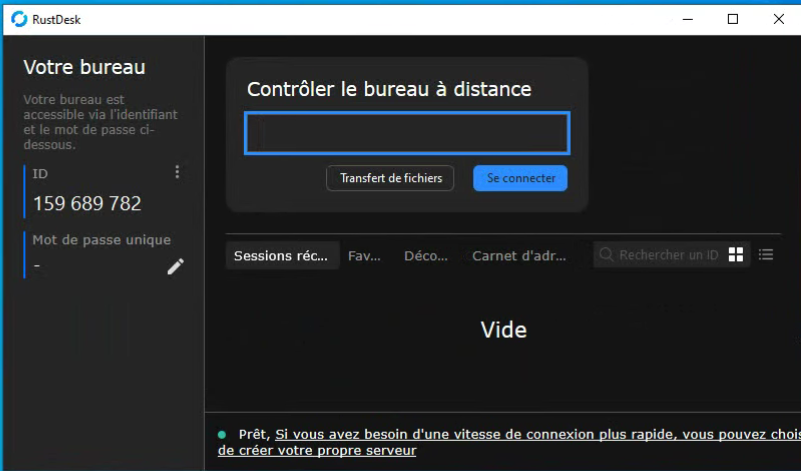 RustDesk
Votre bureau
Votre bureau est
accessible via l'identifiant
et le mot de passe ci-
dessous.
ID
159 689 782
Mot de passe unique
-
Contrôler le bureau à distance
Transfert de fichiers
Se connecter
Sessions réc...
Fav...
Déco...
Carnet d'adr...
Rechercher un ID
Vide
Prêt, Si vous avez besoin d'une vitesse de connexion plus rapide, vous pouvez chois
de créer votre propre serveur